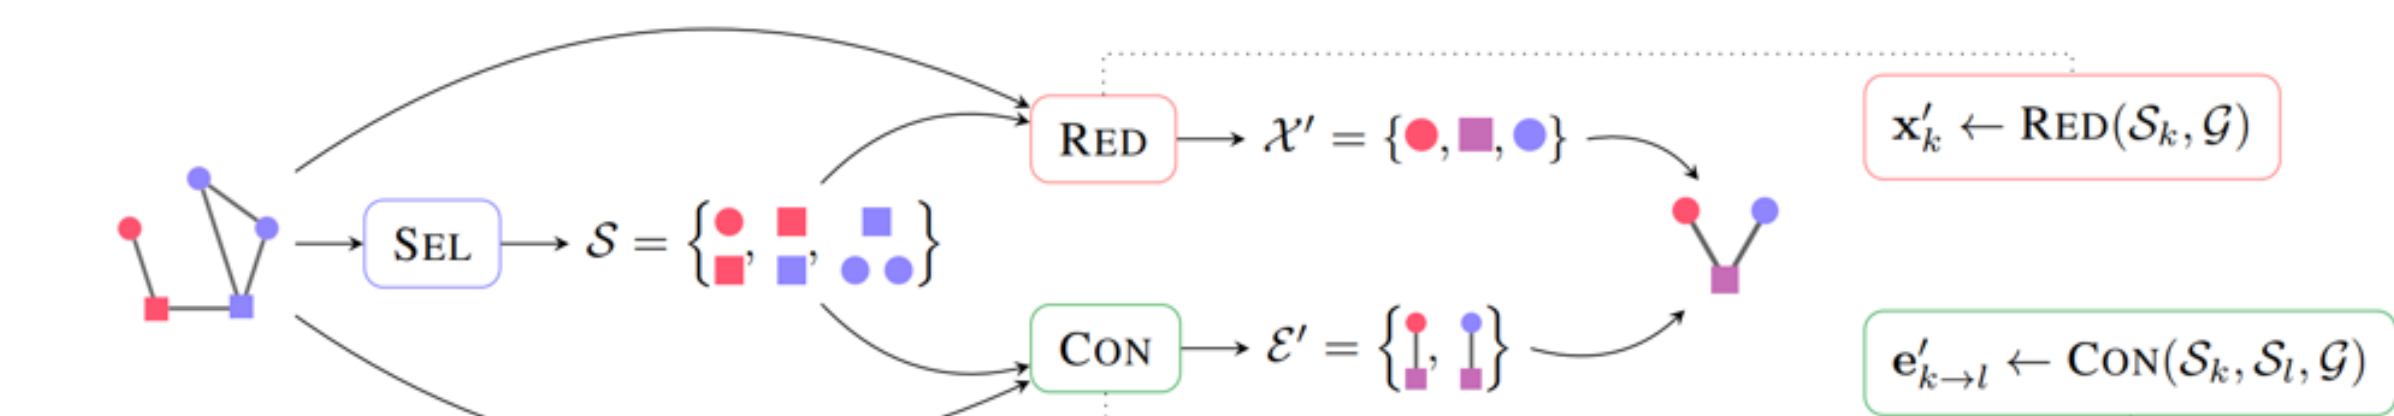 RED
𝒳′ = { , , }
x′ₖ ← RED(𝒮ₖ, 𝒢)
SEL
𝒮 = { , , }
CON
ℰ′ = { , }
e′ₖ→ₗ ← CON(𝒮ₖ, 𝒮ₗ, 𝒢)